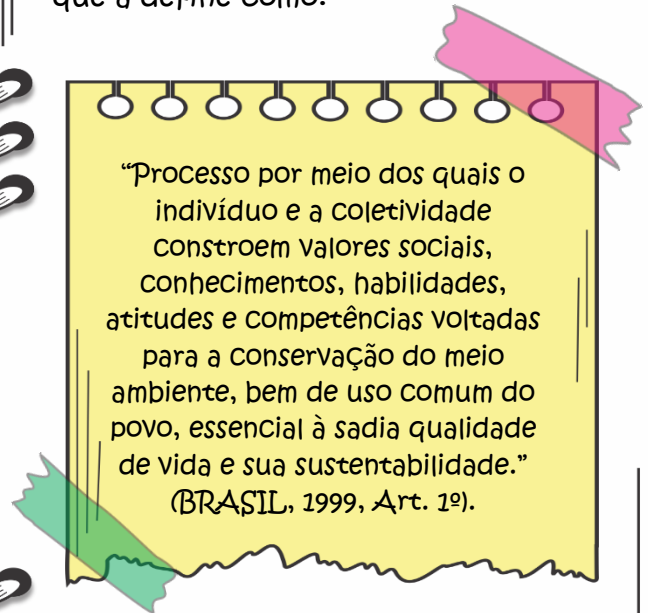 que a define como:
“Processo por meio dos quais o
indivíduo e a coletividade
constroem valores sociais,
conhecimentos, habilidades,
atitudes e competências voltadas
para a conservação do meio
ambiente, bem de uso comum do
povo, essencial à sadia qualidade
de vida e sua sustentabilidade.”
(BRASIL, 1999, Art. 1º).